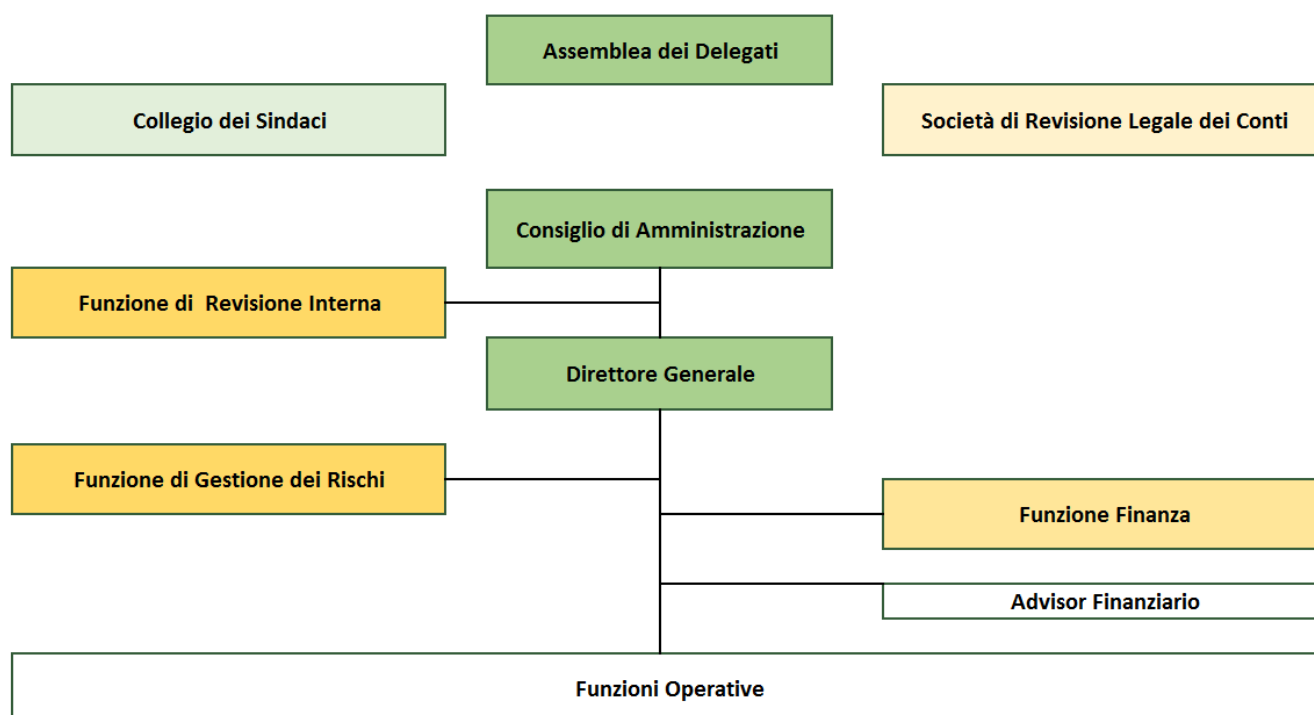 Assemblea dei Delegati
Collegio dei Sindaci
Società di Revisione Legale dei Conti
Consiglio di Amministrazione
Funzione di  Revisione Interna
Direttore Generale
Funzione di Gestione dei Rischi
Funzione Finanza
Advisor Finanziario
Funzioni Operative